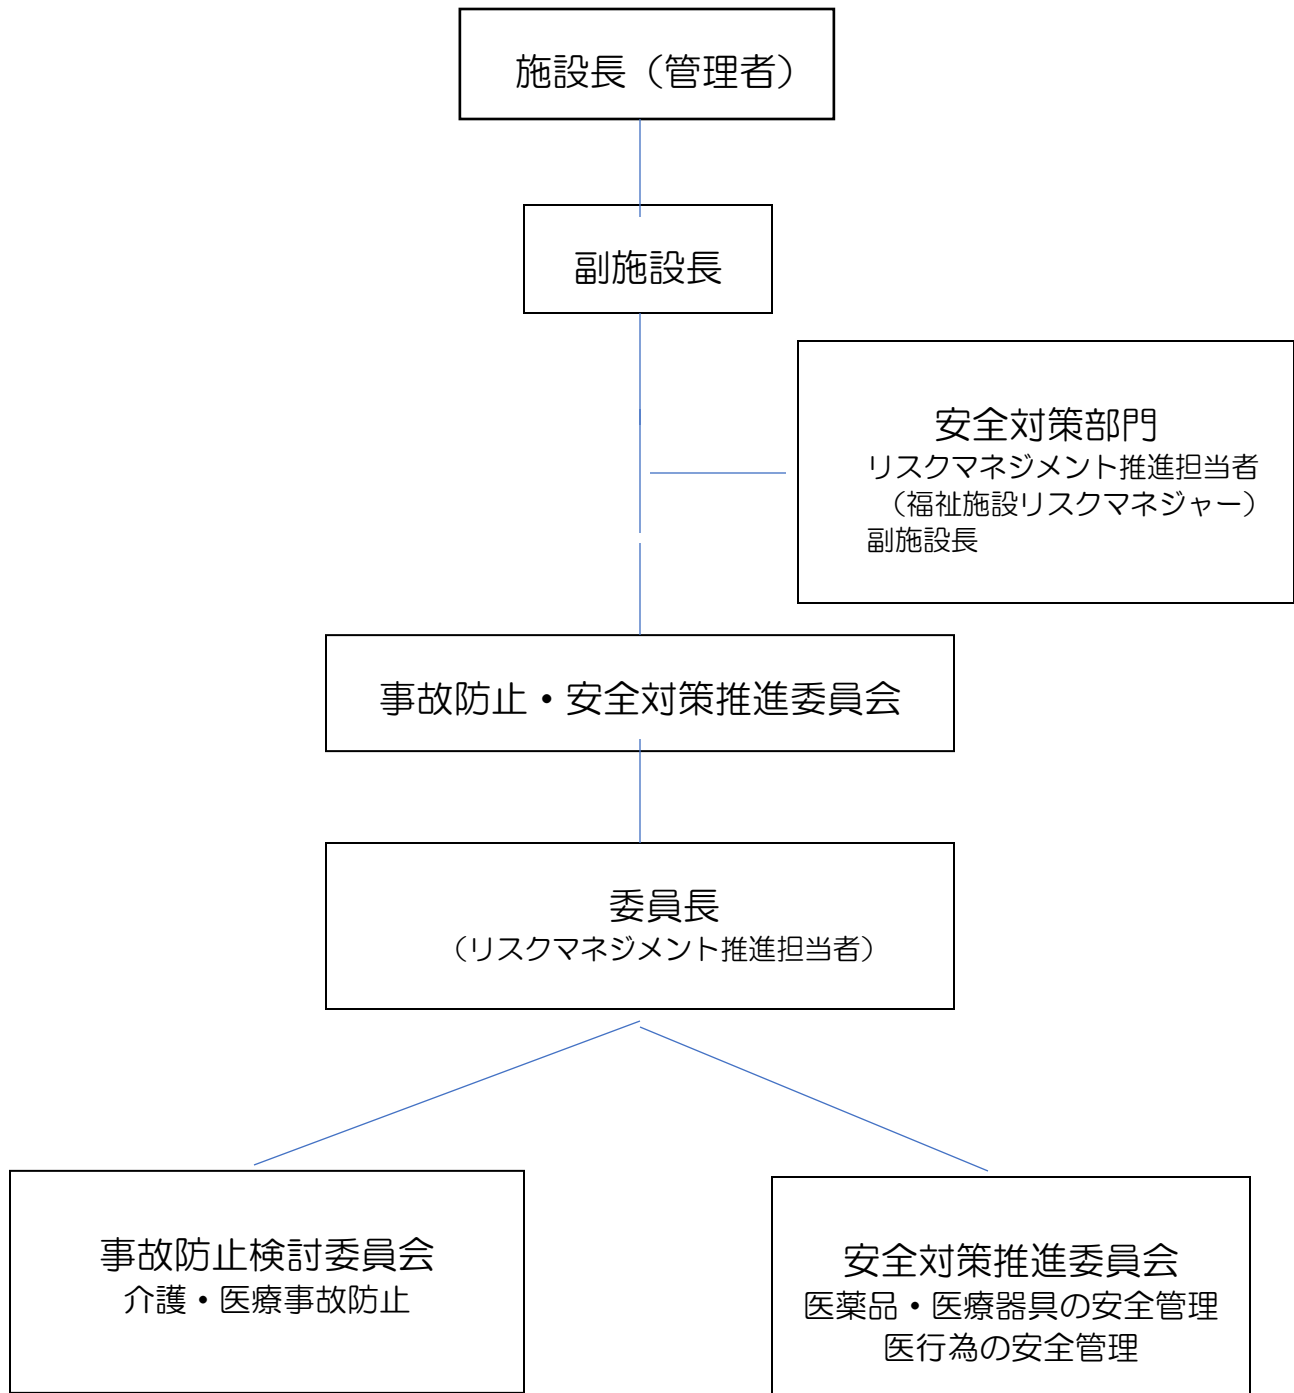 施設長（管理者）
副施設長
安全対策部門
リスクマネジメント推進担当者
（福祉施設リスクマネジャー）
副施設長
事故防止・安全対策推進委員会
委員長
（リスクマネジメント推進担当者）
事故防止検討委員会
介護・医療事故防止
安全対策推進委員会
医薬品・医療器具の安全管理
医行為の安全管理